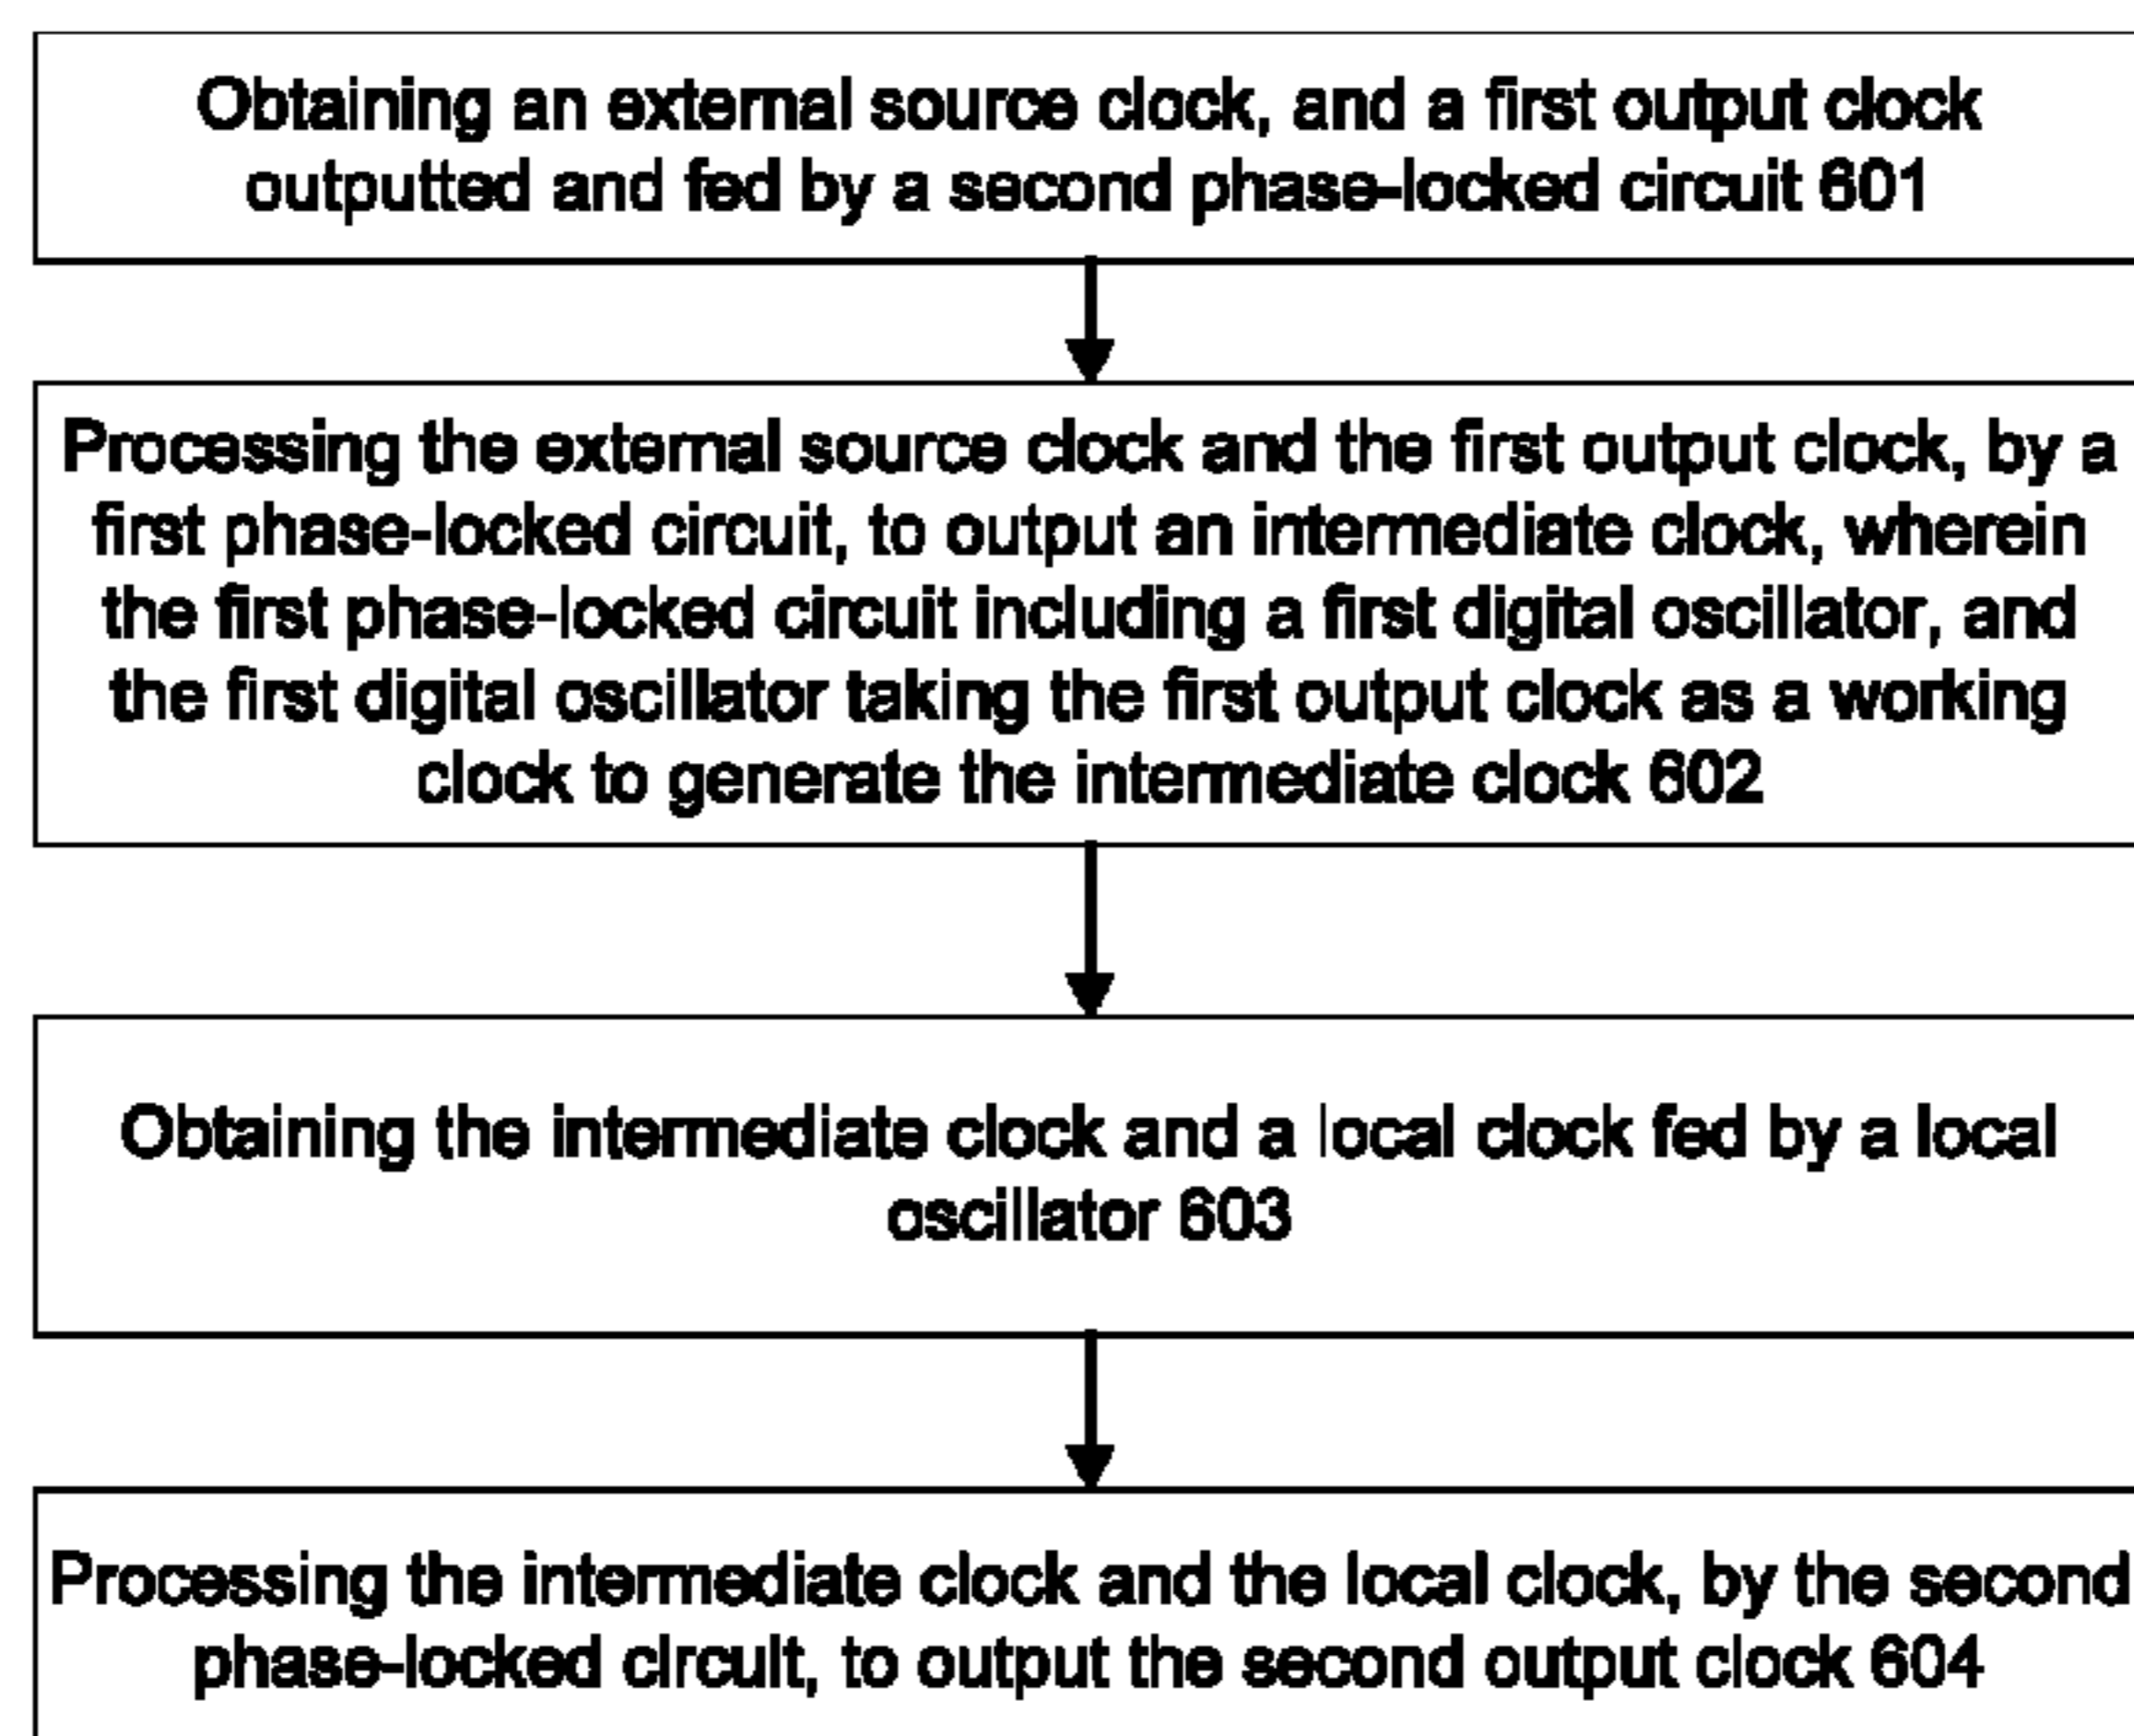 Obtaining an external source clock, and a first output clock
outputted and fed by a second phase-locked circuit 601
Processing the external source clock and the first output clock, by a
first phase-locked circuit, to output an intermediate clock, wherein
the first phase-locked circuit including a first digital oscillator, and
the first digital oscillator taking the first output clock as a working
clock to generate the intermediate clock 602
Obtaining the intermediate clock and a local clock fed by a local
oscillator 603
Processing the intermediate clock and the local clock, by the second
phase-locked circuit, to output the second output clock 604